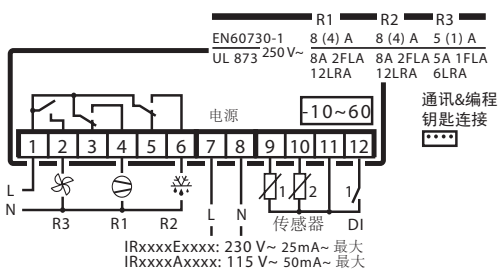 R1 R2 R3
EN60730-1 8 (4) A 8 (4) A 5 (1) A
UL 873 250 V~ 8A 2FLA 8A 2FLA 5A 1FLA
12LRA 12LRA 6LRA
通讯&编程
钥匙连接
电源
-10~60
1 2 3 4 5 6 7 8 9 10 11 12
L
N
R3 R1 R2
L N
1 2 1
传感器 DI
IRxxxxExxxx: 230 V~ 25mA~ 最大
IRxxxxAxxxx: 115 V~ 50mA~ 最大